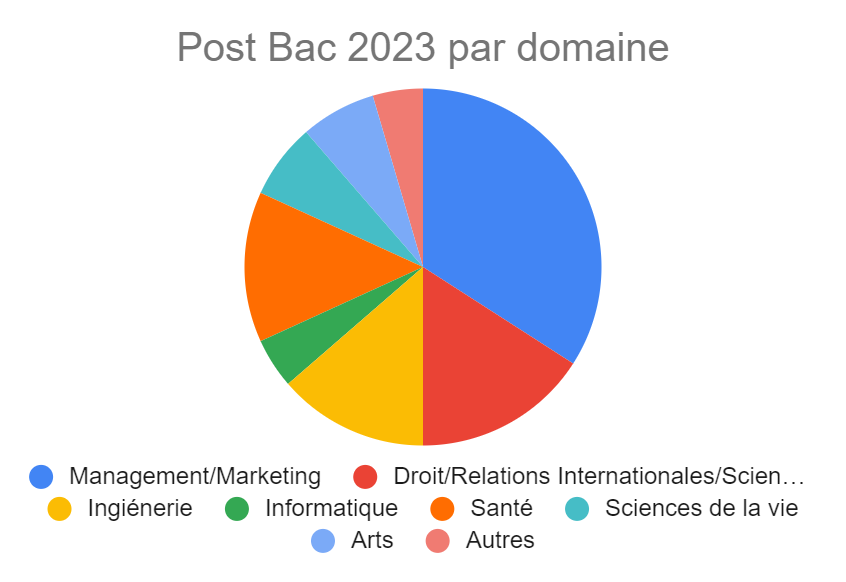 Post Bac 2023 par domaine
Management/Marketing Droit/Relations Internationales/Scien…
Ingiénerie Informatique Santé Sciences de la vie
Arts Autres